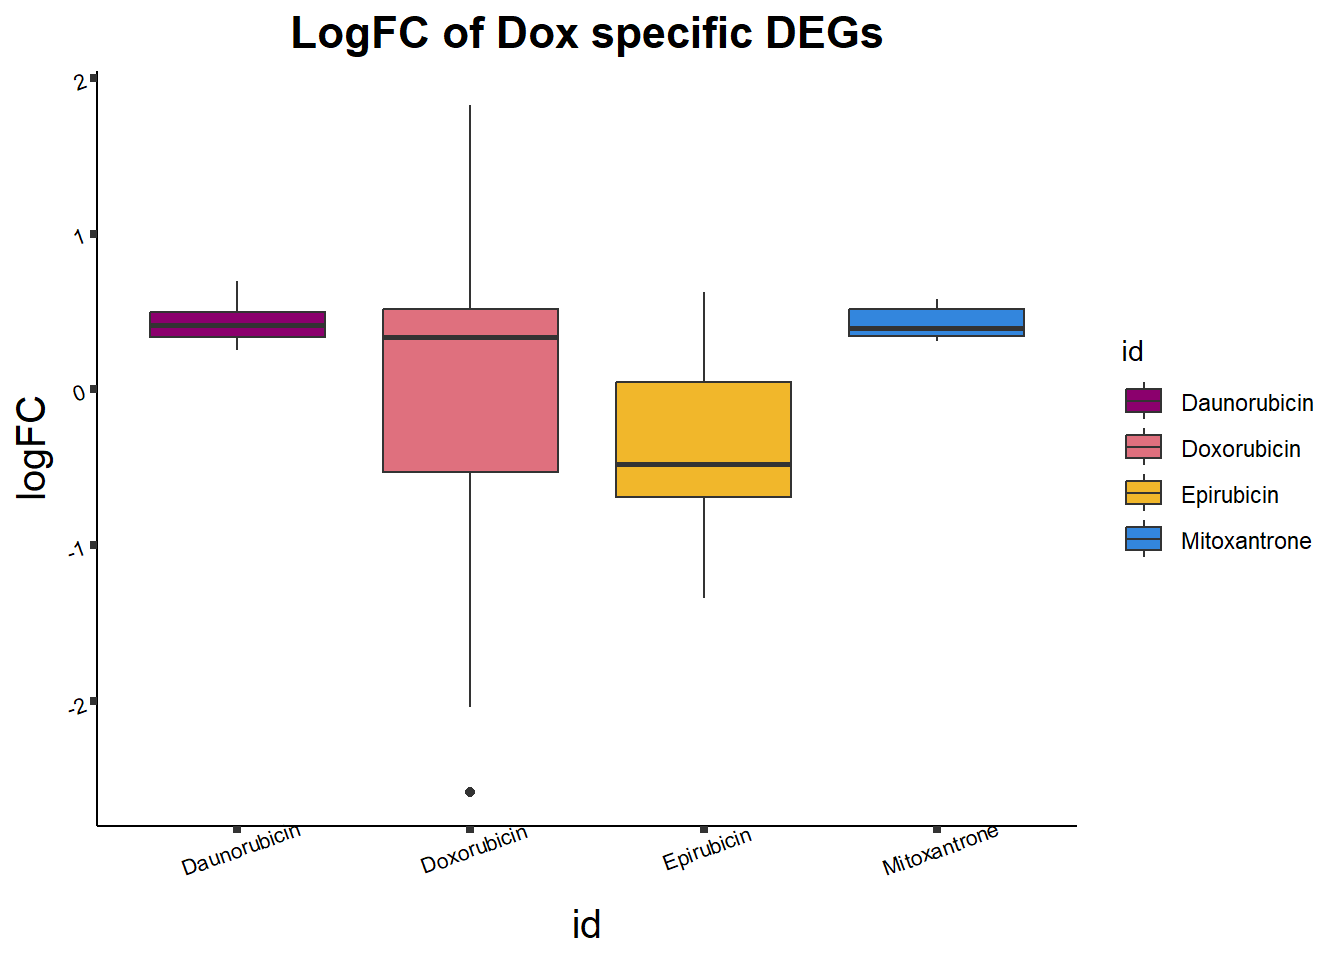 LogFC of Dox specific DEGs
2
1
0
-1
-2
logFC
Daunorubicin
Doxorubicin
Epirubicin
Mitoxantrone
id
id
Daunorubicin
Doxorubicin
Epirubicin
Mitoxantrone